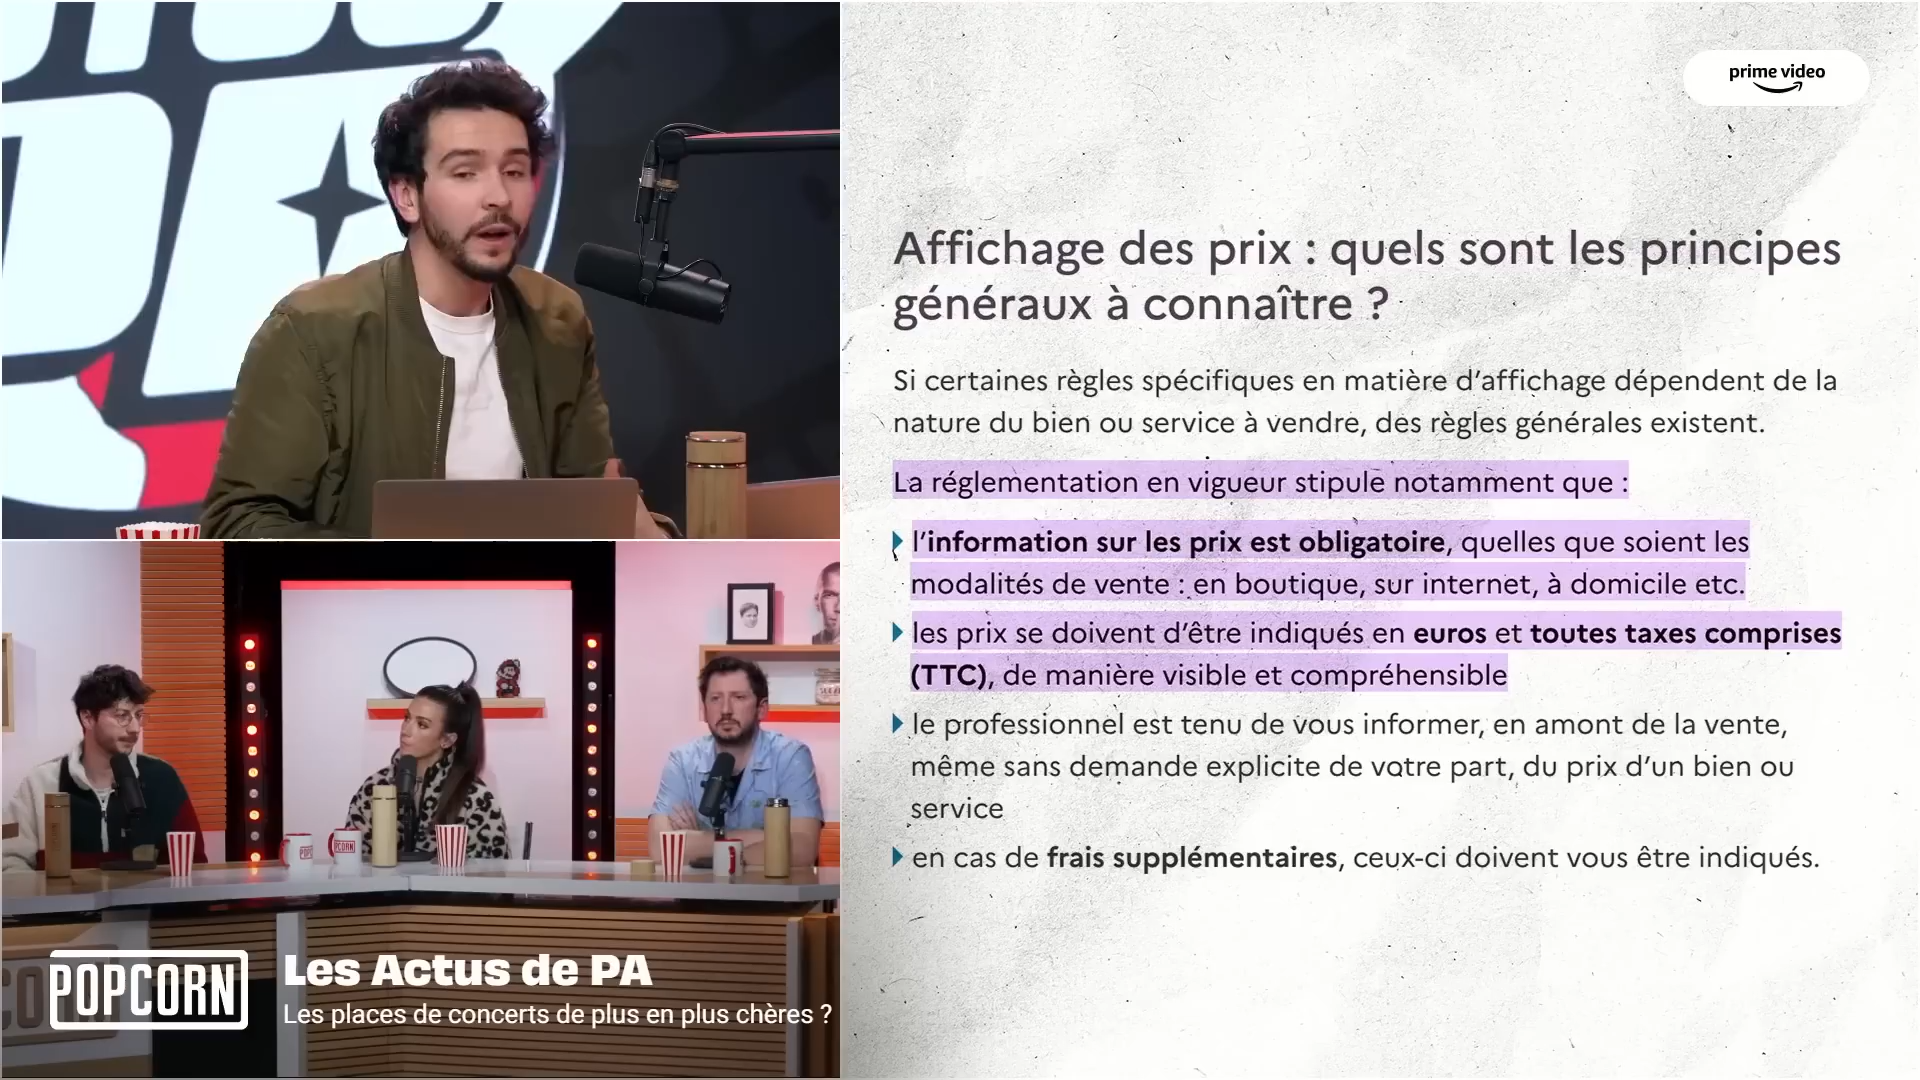 prime video
Affichage des prix : quels sont les principes
généraux à connaître ?
Si certaines règles spécifiques en matière d’affichage dépendent de la
nature du bien ou service à vendre, des règles générales existent.
La réglementation en vigueur stipule notamment que :
l’information sur les prix est obligatoire, quelles que soient les
modalités de vente : en boutique, sur internet, à domicile etc.
les prix se doivent d’être indiqués en euros et toutes taxes comprises
(TTC), de manière visible et compréhensible
le professionnel est tenu de vous informer, en amont de la vente,
même sans demande explicite de votre part, du prix d’un bien ou
service
en cas de frais supplémentaires, ceux-ci doivent vous être indiqués.
POPCORN
Les Actus de PA
Les places de concerts de plus en plus chères ?